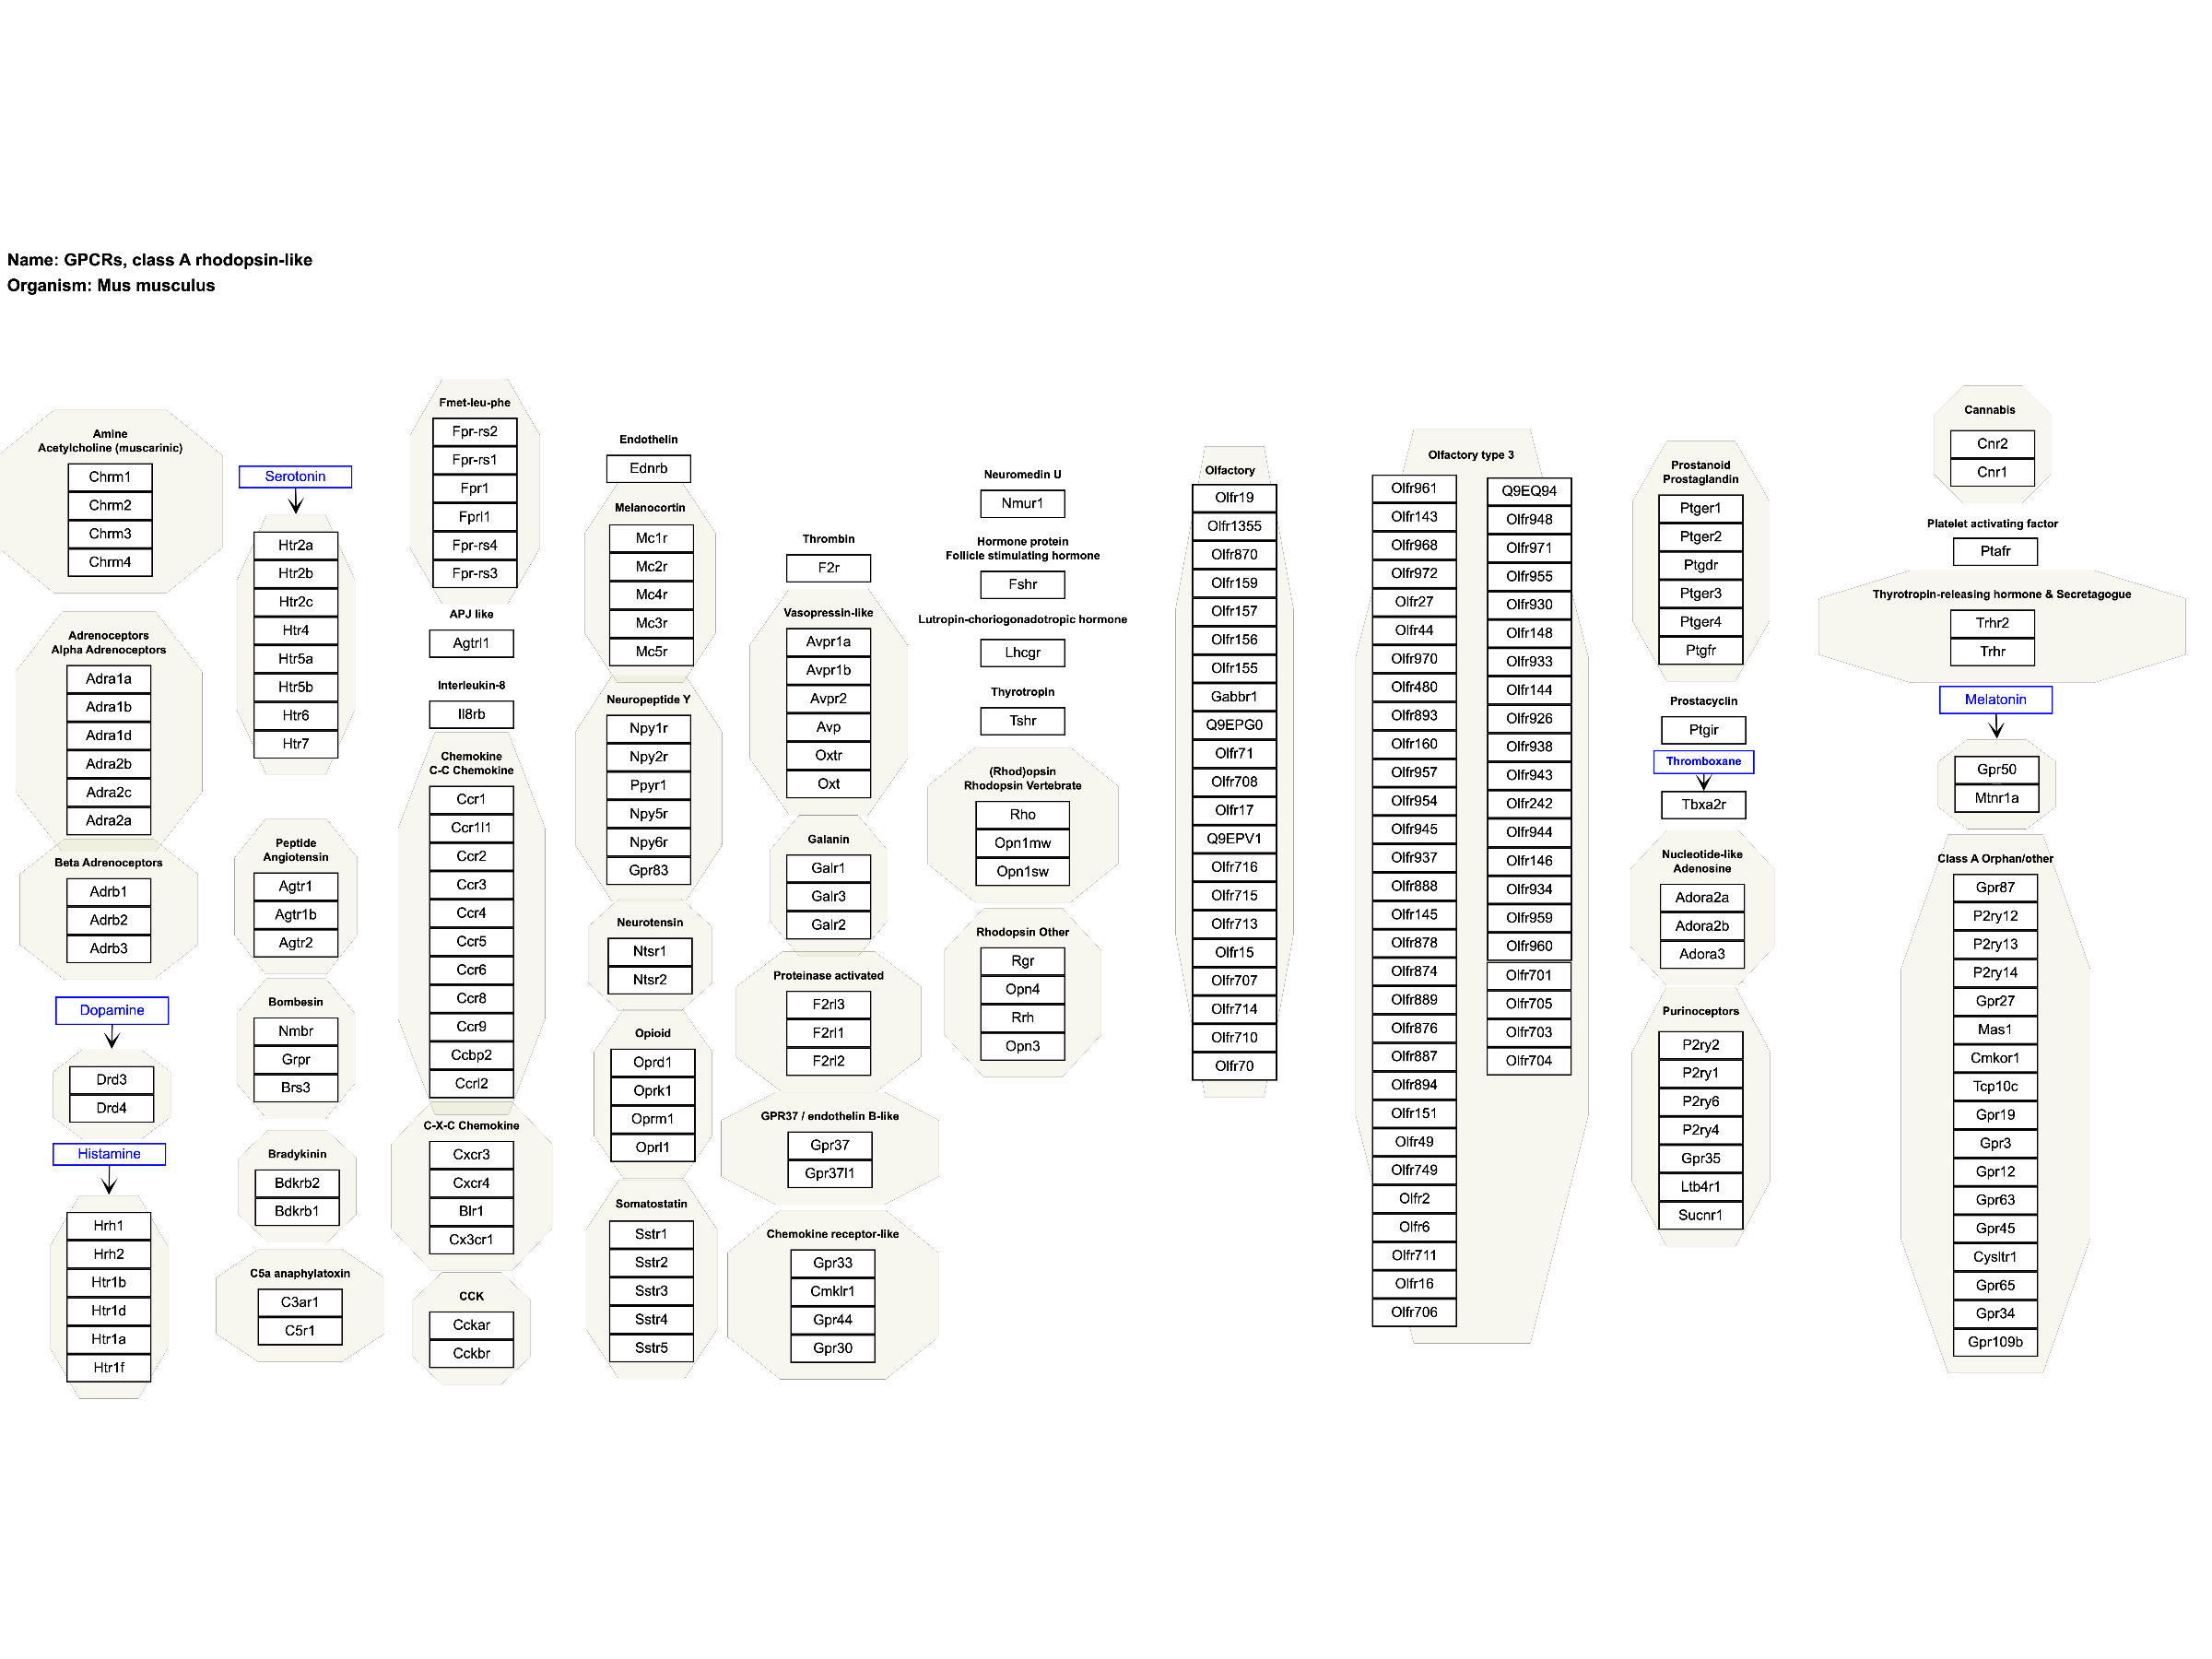 Name: GPCRs, class A rhodopsin-like
Organism: Mus musculus
Amine
Acetylcholine (muscarinic)
Chrm1
Chrm2
Chrm3
Chrm4
Adrenoceptors
Alpha Adrenoceptors
Adra1a
Adra1b
Adra1d
Adra2b
Adra2c
Adra2a
Beta Adrenoceptors
Adrb1
Adrb2
Adrb3
Dopamine
Drd3
Drd4
Histamine
Hrh1
Hrh2
Htr1b
Htr1d
Htr1a
Htr1f
Serotonin
Htr2a
Htr2b
Htr2c
Htr4
Htr5a
Htr5b
Htr6
Htr7
Peptide
Angiotensin
Agtr1
Agtr1b
Agtr2
Bombesin
Nmbr
Grpr
Brs3
Bradykinin
Bdkrb2
Bdkrb1
C5a anaphylatoxin
C3ar1
C5r1
Fmet-leu-phe
Fpr-rs2
Fpr-rs1
Fpr1
Fprl1
Fpr-rs4
Fpr-rs3
APJ like
Agtrl1
Interleukin-8
Il8rb
Chemokine
C-C Chemokine
Ccr1
Ccr1l1
Ccr2
Ccr3
Ccr4
Ccr5
Ccr6
Ccr8
Ccr9
Ccbp2
Ccrl2
C-X-C Chemokine
Cxcr3
Cxcr4
Blr1
Cx3cr1
CCK
Cckar
Cckbr
Endothelin
Ednrb
Melanocortin
Mc1r
Mc2r
Mc4r
Mc3r
Mc5r
Neuropeptide Y
Npy1r
Npy2r
Ppyr1
Npy5r
Npy6r
Gpr83
Neurotensin
Ntsr1
Ntsr2
Opioid
Oprd1
Oprk1
Oprm1
Oprl1
Somatostatin
Sstr1
Sstr2
Sstr3
Sstr4
Sstr5
Thrombin
F2r
Vasopressin-like
Avpr1a
Avpr1b
Avpr2
Avp
Oxtr
Oxt
Galanin
Galr1
Galr3
Galr2
Proteinase activated
F2rl3
F2rl1
F2rl2
GPR37 / endothelin B-like
Gpr37
Gpr37l1
Chemokine receptor-like
Gpr33
Cmklr1
Gpr44
Gpr30
Neuromedin U
Nmur1
Hormone protein
Follicle stimulating hormone
Fshr
Lutropin-choriogonadotropic hormone
Lhcgr
Thyrotropin
Tshr
(Rhod)opsin
Rhodopsin Vertebrate
Rho
Opn1mw
Opn1sw
Rhodopsin Other
Rgr
Opn4
Rrh
Opn3
Olfactory
Olfr19
Olfr1355
Olfr870
Olfr159
Olfr157
Olfr156
Olfr155
Gabbr1
Q9EPG0
Olfr71
Olfr708
Olfr17
Q9EPV1
Olfr716
Olfr715
Olfr713
Olfr15
Olfr707
Olfr714
Olfr710
Olfr70
Olfactory type 3
Olfr961
Olfr143
Olfr968
Olfr972
Olfr27
Olfr44
Olfr970
Olfr480
Olfr893
Olfr160
Olfr957
Olfr954
Olfr945
Olfr937
Olfr888
Olfr145
Olfr878
Olfr874
Olfr889
Olfr876
Olfr887
Olfr894
Olfr151
Olfr49
Olfr749
Olfr2
Olfr6
Olfr711
Olfr16
Olfr706
Q9EQ94
Olfr948
Olfr971
Olfr955
Olfr930
Olfr148
Olfr933
Olfr144
Olfr926
Olfr938
Olfr943
Olfr242
Olfr944
Olfr146
Olfr934
Olfr959
Olfr960
Olfr701
Olfr705
Olfr703
Olfr704
Prostanoid
Prostaglandin
Ptger1
Ptger2
Ptgdr
Ptger3
Ptger4
Ptgfr
Prostacyclin
Ptgir
Thromboxane
Tbxa2r
Nucleotide-like
Adenosine
Adora2a
Adora2b
Adora3
Purinoceptors
P2ry2
P2ry1
P2ry6
P2ry4
Gpr35
Ltb4r1
Sucnr1
Cannabis
Cnr2
Cnr1
Platelet activating factor
Ptafr
Thyrotropin-releasing hormone & Secretagogue
Trhr2
Trhr
Melatonin
Gpr50
Mtnr1a
Class A Orphan/other
Gpr87
P2ry12
P2ry13
P2ry14
Gpr27
Mas1
Cmkor1
Tcp10c
Gpr19
Gpr3
Gpr12
Gpr63
Gpr45
Cysltr1
Gpr65
Gpr34
Gpr109b